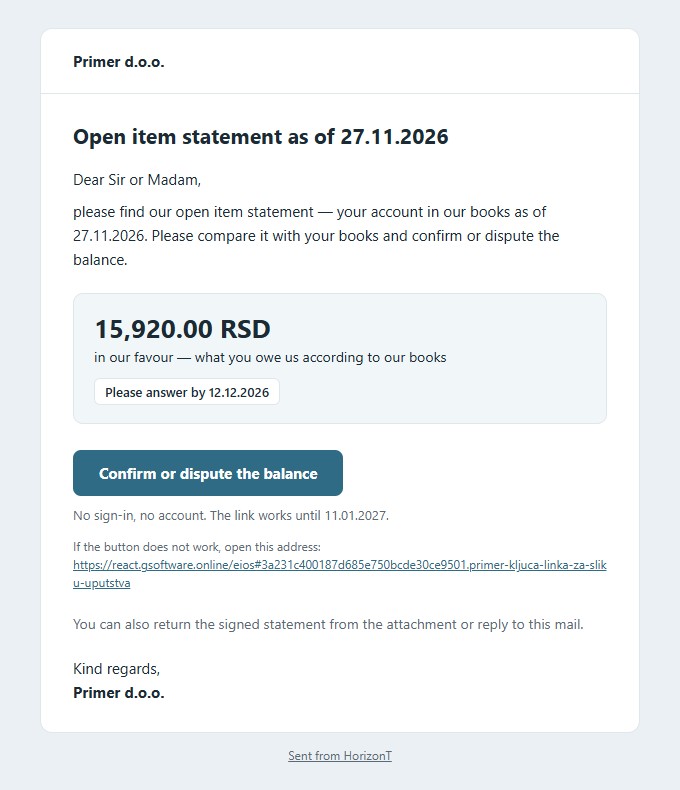 Primer d.o.o.
Open item statement as of 27.11.2026
Dear Sir or Madam,
please find our open item statement — your account in our books as of
27.11.2026. Please compare it with your books and confirm or dispute the
balance.
15,920.00 RSD
in our favour — what you owe us according to our books
Please answer by 12.12.2026
Confirm or dispute the balance
No sign-in, no account. The link works until 11.01.2027.
If the button does not work, open this address:
https://react.gsoftware.online/eios#3a231c400187d685e750bcde30ce9501.primer-kljuca-linka-za-slik
u-uputstva
You can also return the signed statement from the attachment or reply to this mail.
Kind regards,
Primer d.o.o.
Sent from HorizonT